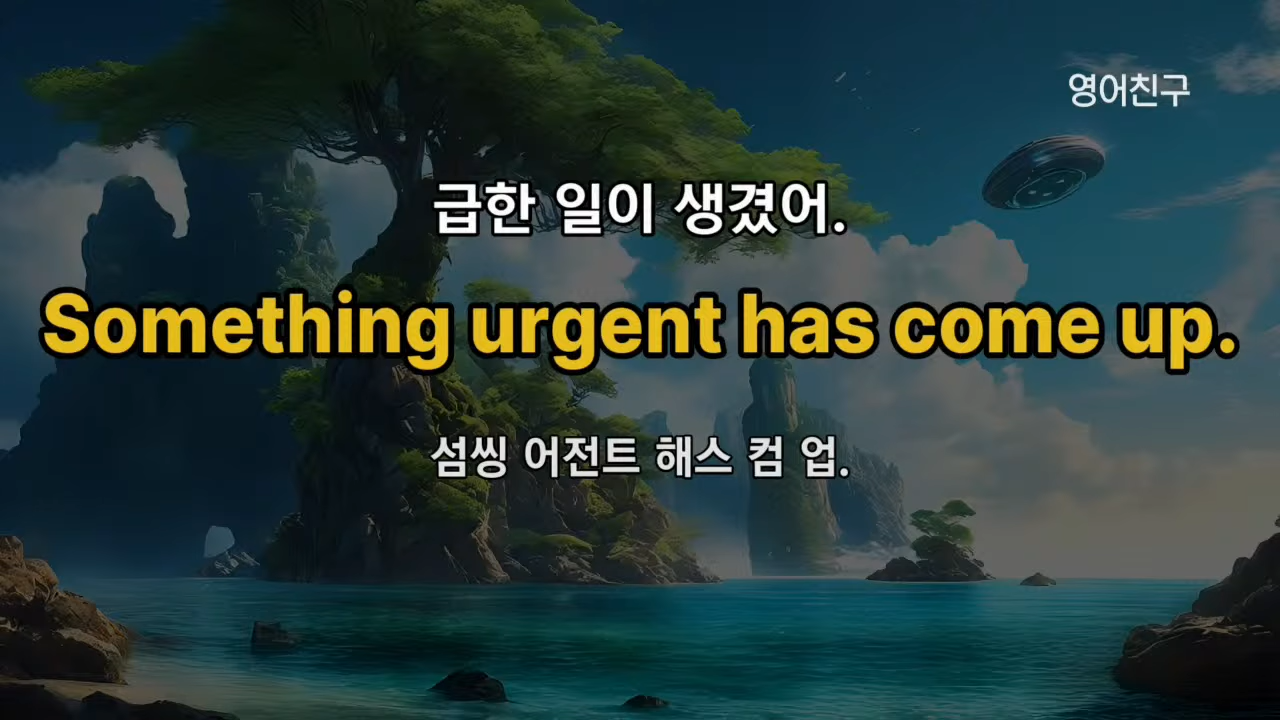 영어친구
급한 일이 생겼어.
Something urgent has come up.
섬씽 어전트 해스 컴 업.